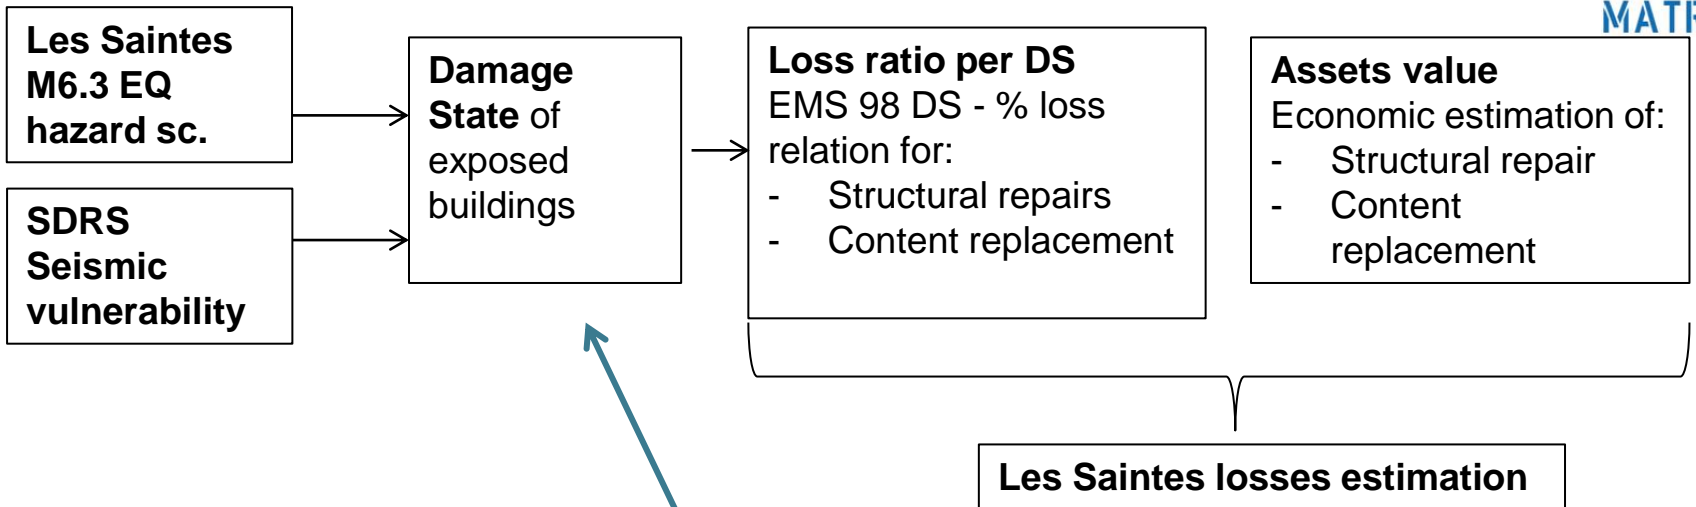 MATR
Les Saintes
M6.3 EQ
hazard sc.
SDRS
Seismic
vulnerability
Damage
State of
exposed
buildings
Loss ratio per DS
EMS 98 DS - % loss
relation for:
- Structural repairs
- Content replacement
Assets value
Economic estimation of:
- Structural repair
- Content
replacement
Les Saintes losses estimation